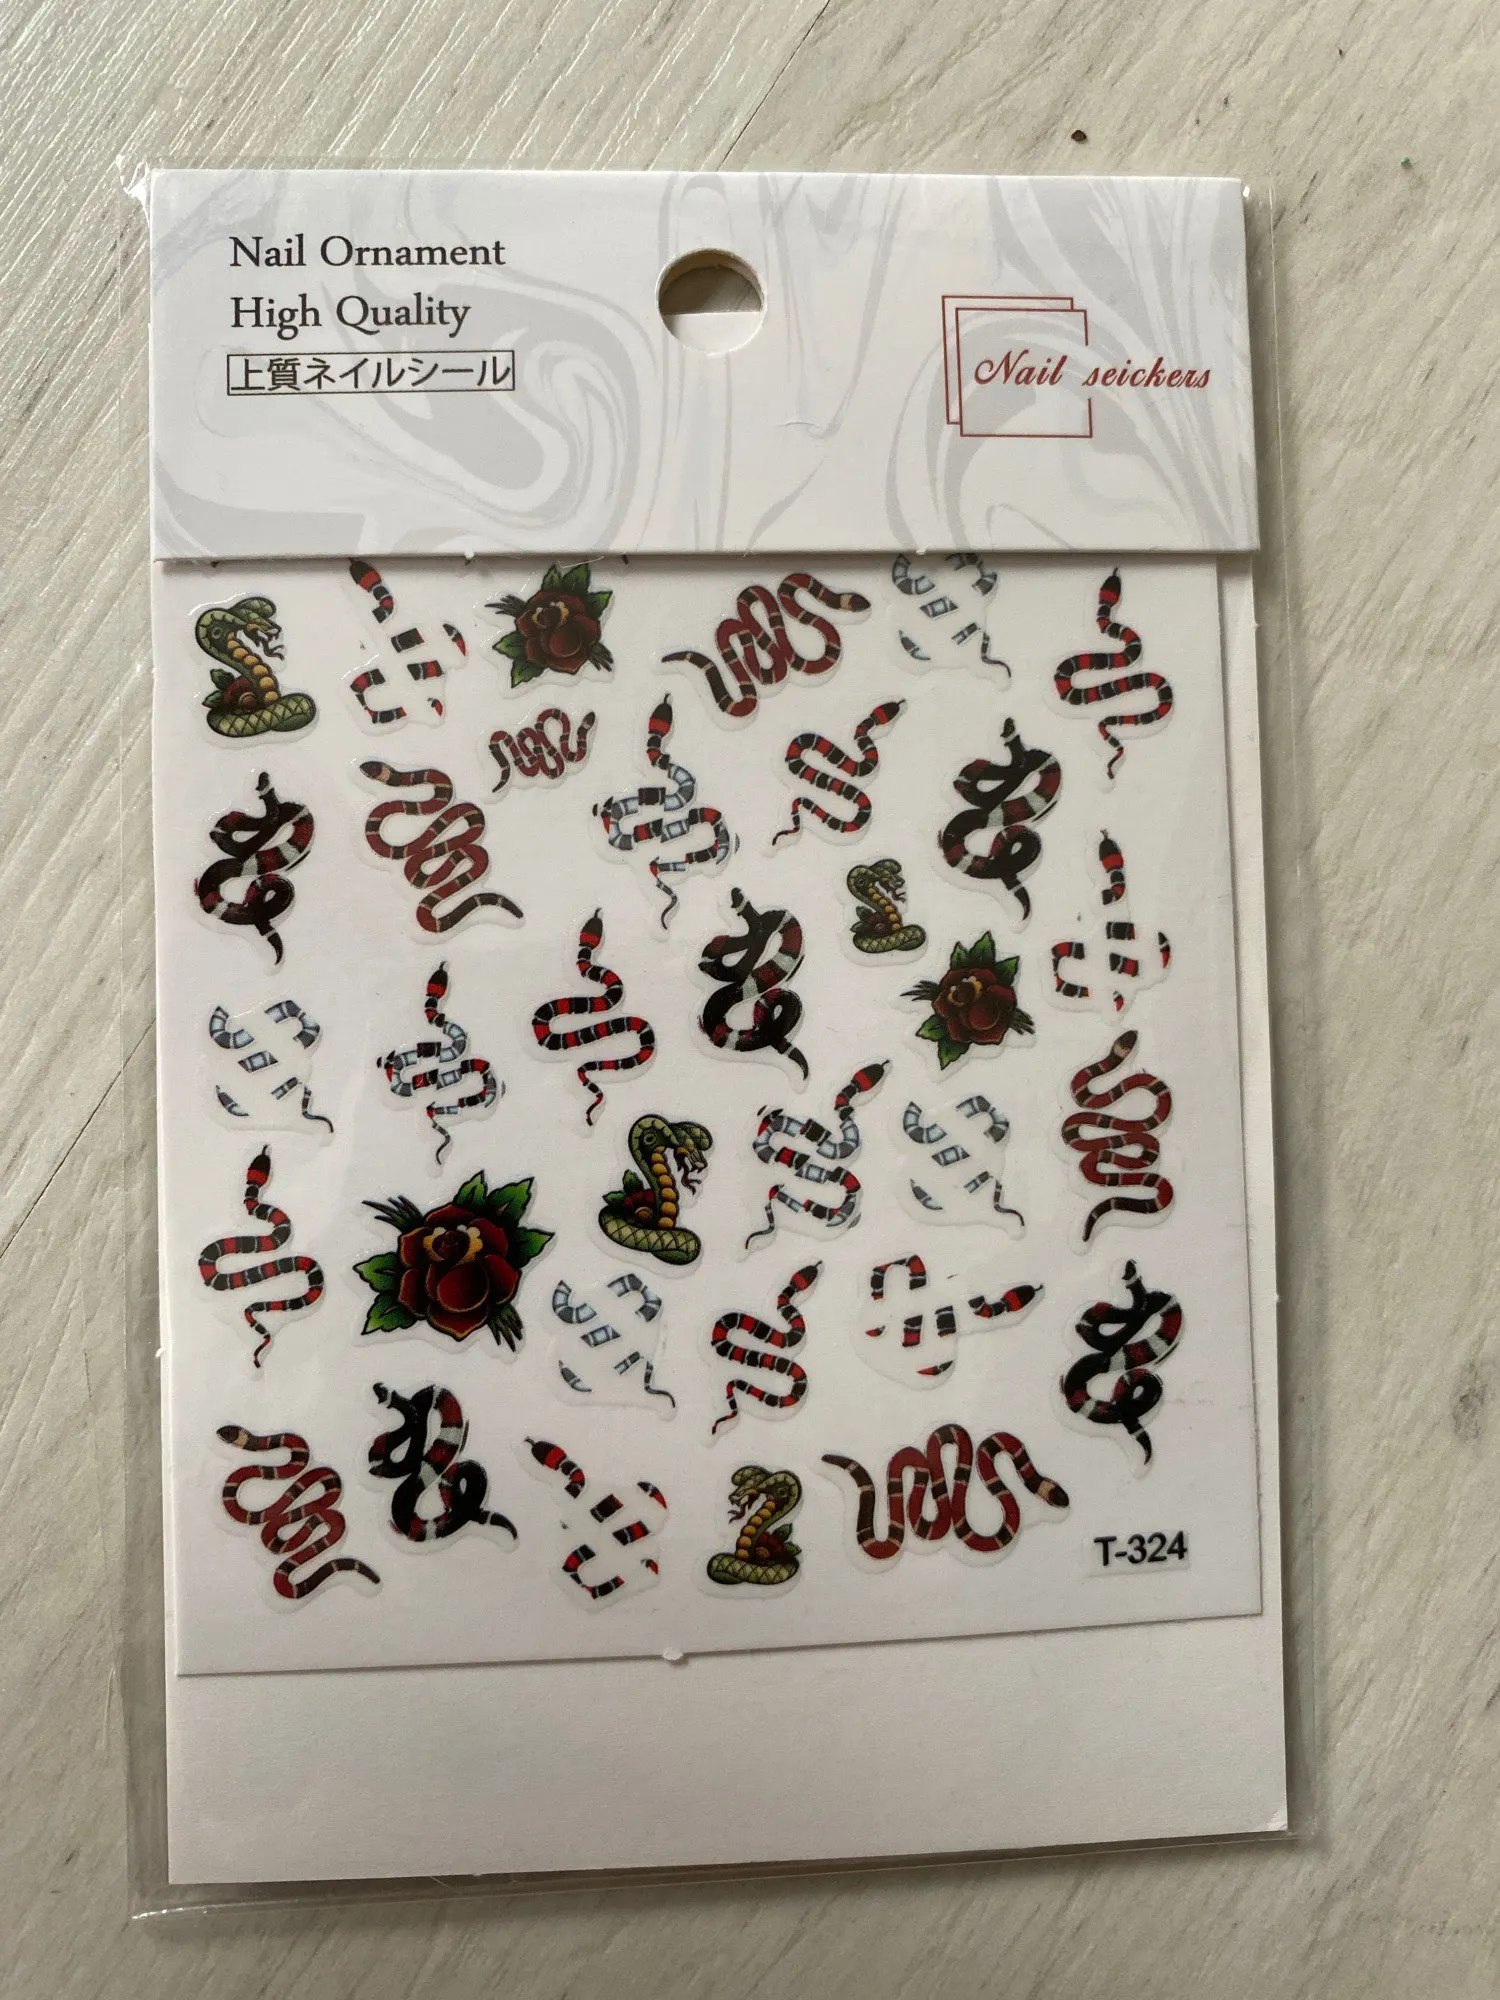 Nail Ornament
High Quality
上質ネイルシール
Nail seickers
T-324